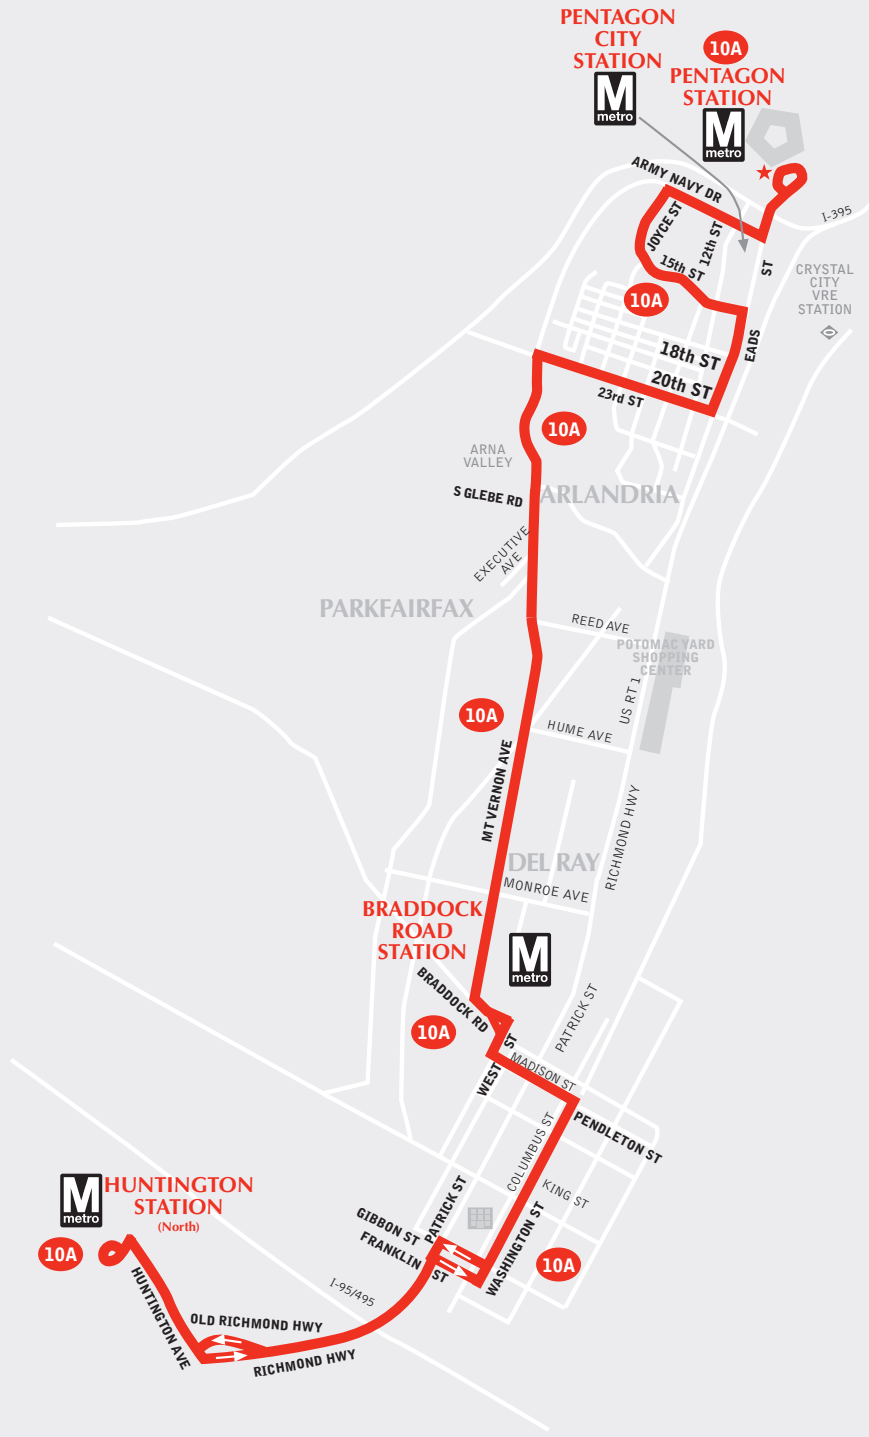 PENTAGON
CITY
STATION
M
metro
10A
PENTAGON
STATION
M
metro
ARMY NAVY DR
I-395
JOYCE ST
12th ST
15th ST
ST
EADS
CRYSTAL
CITY
VRE
STATION
10A
18th ST
20th ST
23rd ST
10A
ARNA
VALLEY
S GLEBE RD
ARLANDRIA
EXECUTIVE
AVE
PARKFAIRFAX
REED AVE
POTOMAC YARD
SHOPPING
CENTER
US RT 1
10A
HUME AVE
MT VERNON AVE
RICHMOND HWY
DEL RAY
MONROE AVE
BRADDOCK
ROAD
STATION
M
metro
BRADDOCK RD
10A
PATRICK ST
WEST ST
MADISON ST
PENDLETON ST
COLUMBUS ST
KING ST
PATRICK ST
WASHINGTON ST
GIBBON ST
FRANKLIN ST
10A
M
metro
HUNTINGTON
STATION
(North)
10A
HUNTINGTON AVE
I-95/495
OLD RICHMOND HWY
RICHMOND HWY